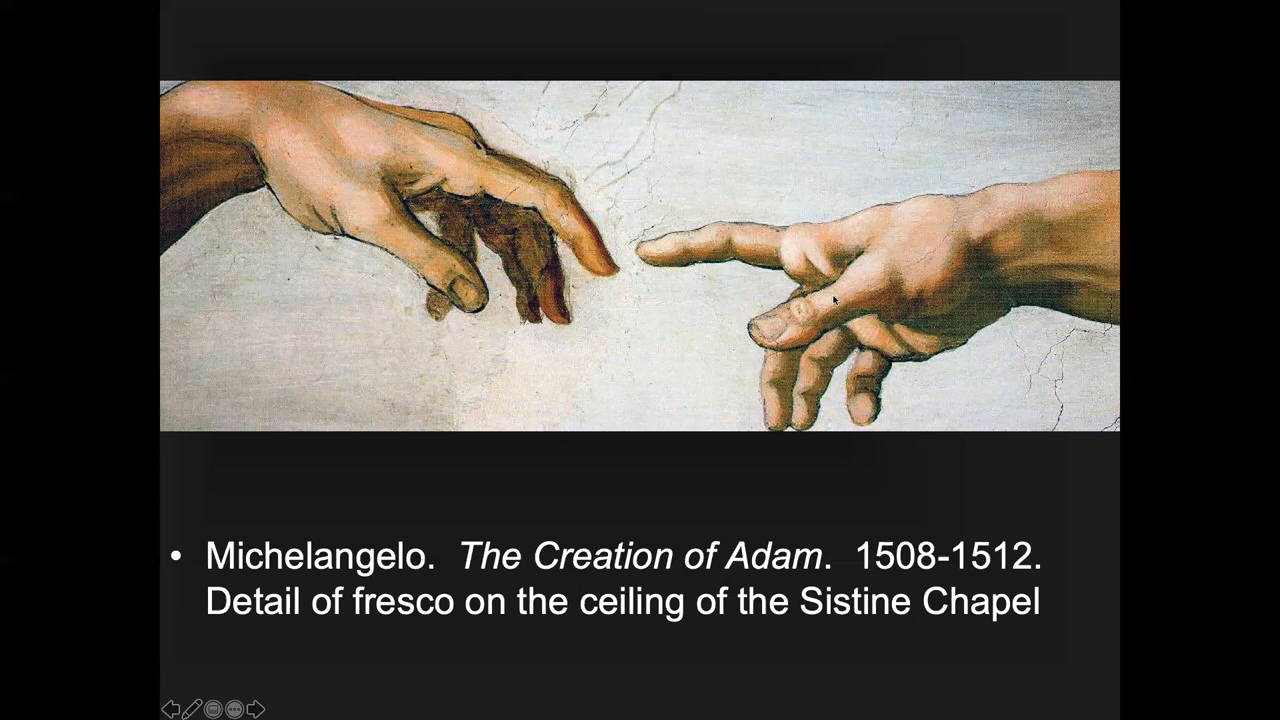 • Michelangelo.  The Creation of Adam.  1508-1512.
Detail of fresco on the ceiling of the Sistine Chapel